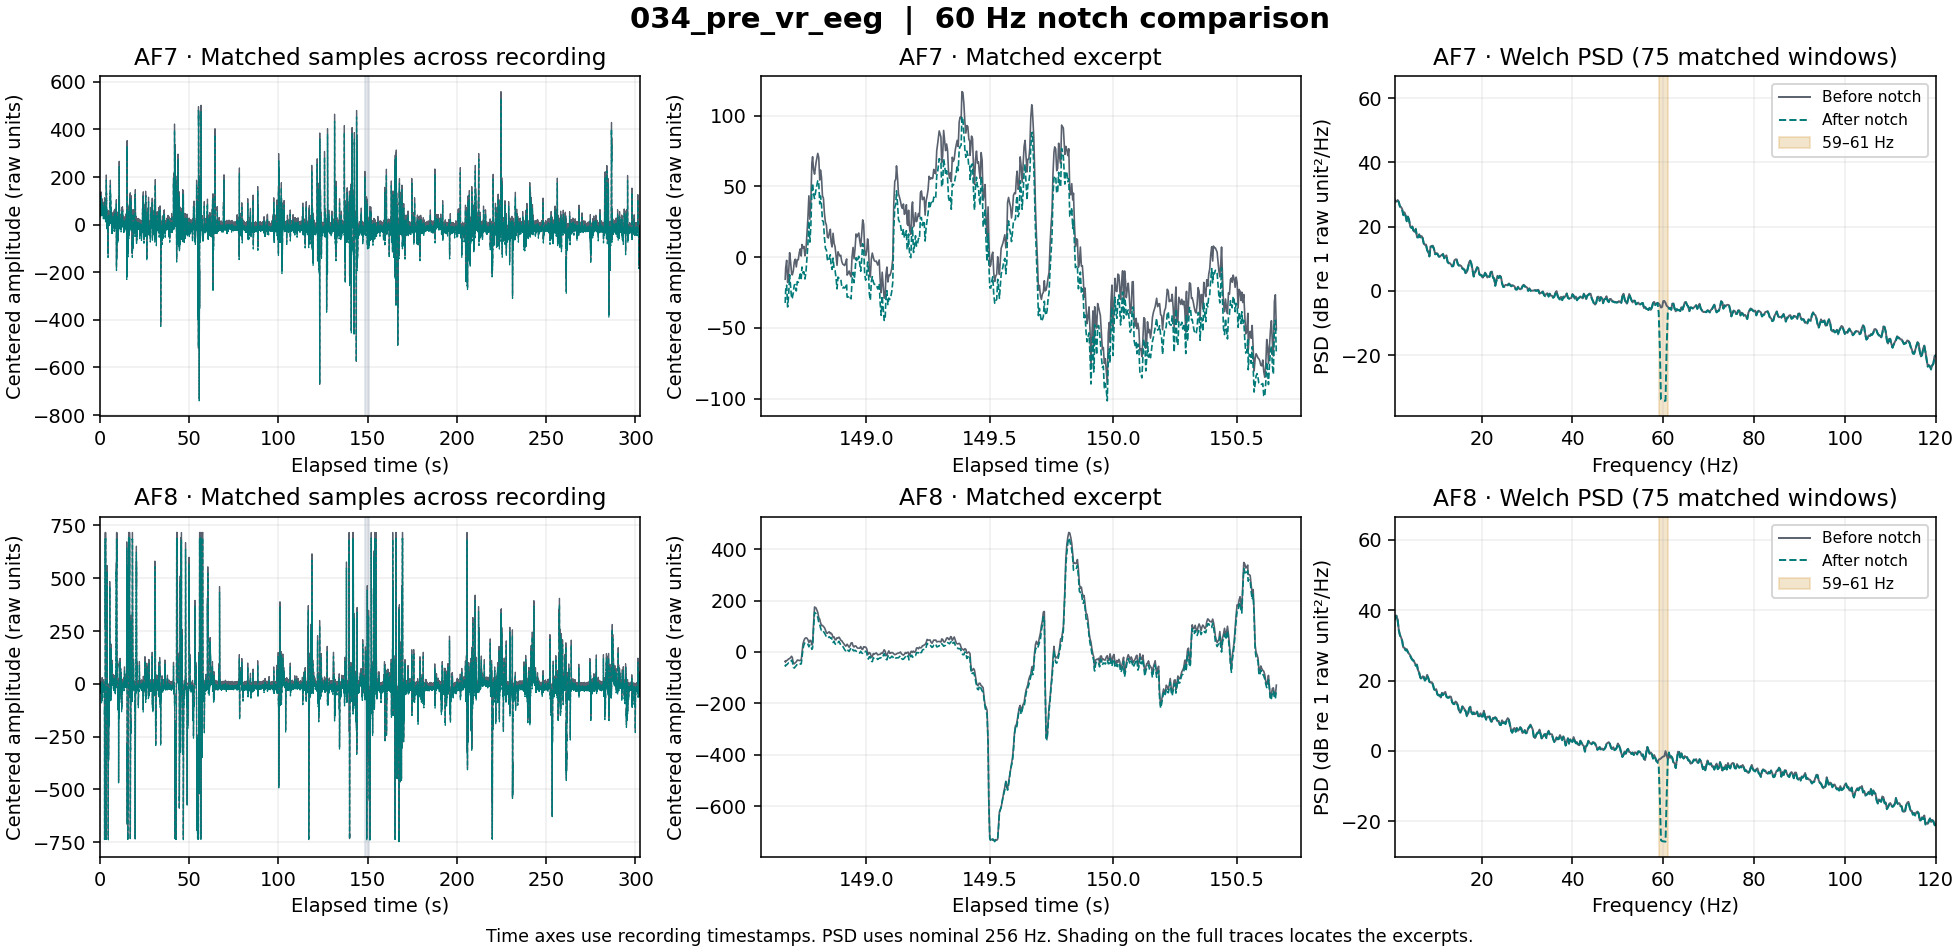 034_pre_vr_eeg | 60 Hz notch comparison
AF7 · Matched samples across recording
Centered amplitude (raw units)
600
400
200
0
−200
−400
−600
−800
0 50 100 150 200 250 300
Elapsed time (s)
AF7 · Matched excerpt
Centered amplitude (raw units)
100
50
0
−50
−100
149.0 149.5 150.0 150.5
Elapsed time (s)
AF7 · Welch PSD (75 matched windows)
PSD (dB re 1 raw unit²/Hz)
60
40
20
0
−20
Before notch
After notch
59–61 Hz
20 40 60 80 100 120
Frequency (Hz)
AF8 · Matched samples across recording
Centered amplitude (raw units)
750
500
250
0
−250
−500
−750
0 50 100 150 200 250 300
Elapsed time (s)
AF8 · Matched excerpt
Centered amplitude (raw units)
400
200
0
−200
−400
−600
149.0 149.5 150.0 150.5
Elapsed time (s)
AF8 · Welch PSD (75 matched windows)
PSD (dB re 1 raw unit²/Hz)
60
40
20
0
−20
Before notch
After notch
59–61 Hz
20 40 60 80 100 120
Frequency (Hz)
Time axes use recording timestamps. PSD uses nominal 256 Hz. Shading on the full traces locates the excerpts.